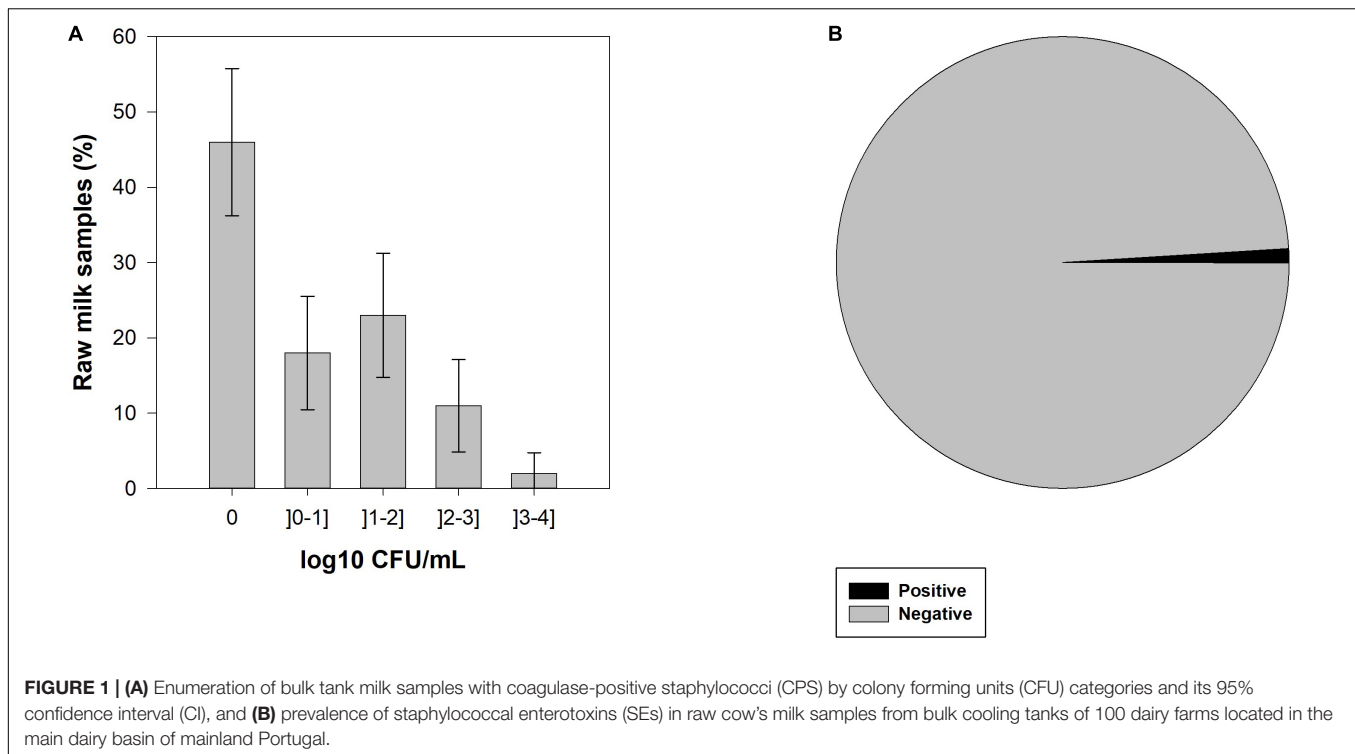 A
B
60
50
40
30
20
10
0
Raw milk samples (%)
0 ]0-1] ]1-2] ]2-3] ]3-4]
log10 CFU/mL
Positive
Negative
FIGURE 1 | (A) Enumeration of bulk tank milk samples with coagulase-positive staphylococci (CPS) by colony forming units (CFU) categories and its 95%
confidence interval (CI), and (B) prevalence of staphylococcal enterotoxins (SEs) in raw cow's milk samples from bulk cooling tanks of 100 dairy farms located in the
main dairy basin of mainland Portugal.